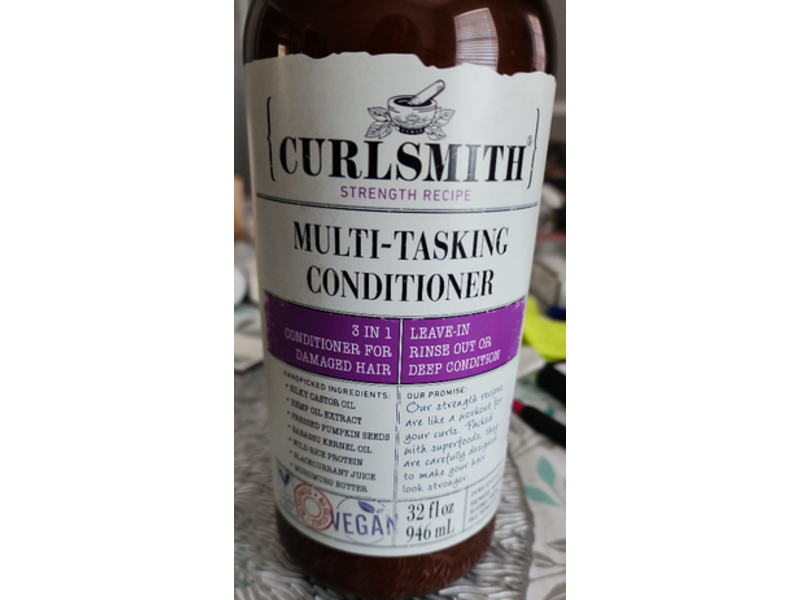 {CURLSMITH®}
STRENGTH RECIPE
MULTI-TASKING
CONDITIONER
3 IN 1
CONDITIONER FOR
DAMAGED HAIR
LEAVE-IN
RINSE OUT OR
DEEP CONDITION
HANDPICKED INGREDIENTS:
• SILKY CASTOR OIL
• HEMP OIL EXTRACT
• PRESSED PUMPKIN SEEDS
• BABASSU KERNEL OIL
• WILD RICE PROTEIN
• BLACKCURRANT JUICE
• MURUMURU BUTTER
OUR PROMISE:
Our strength recipes
are like a workout for
your curls. Packed
with superfoods, they
are carefully designed
to make your hair
look stronger.
VEGAN
32 fl oz
946 mL